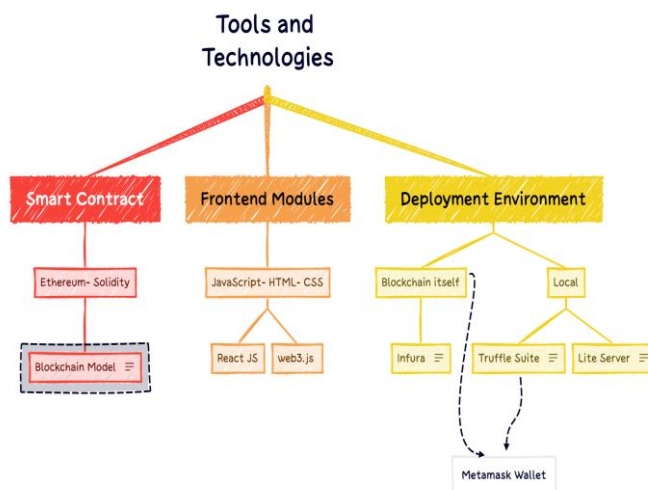 Tools and
Technologies
Smart Contract
Frontend Modules
Deployment Environment
Ethereum- Solidity
JavaScript- HTML- CSS
Blockchain itself
Local
Blockchain Model
React JS
web3.js
Infura
Truffle Suite
Lite Server
Metamask Wallet